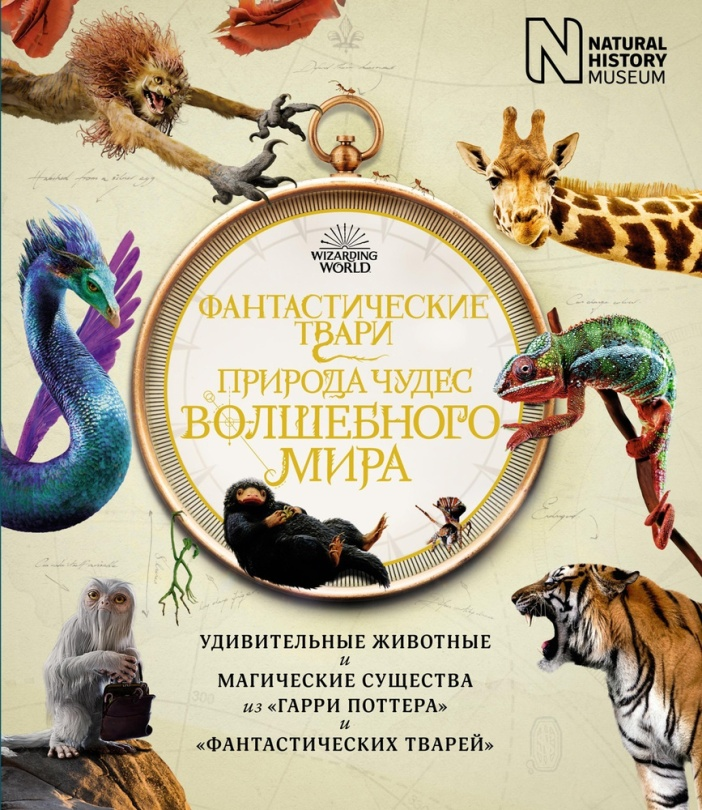 NATURAL
HISTORY
MUSEUM
WIZARDING
WORLD
ФАНТАСТИЧЕСКИЕ
ТВАРИ
ПРИРОДА ЧУДЕС
ВОЛШЕБНОГО
МИРА
УДИВИТЕЛЬНЫЕ ЖИВОТНЫЕ
и
МАГИЧЕСКИЕ СУЩЕСТВА
из «ГАРРИ ПОТТЕРА»
и
«ФАНТАСТИЧЕСКИХ ТВАРЕЙ»